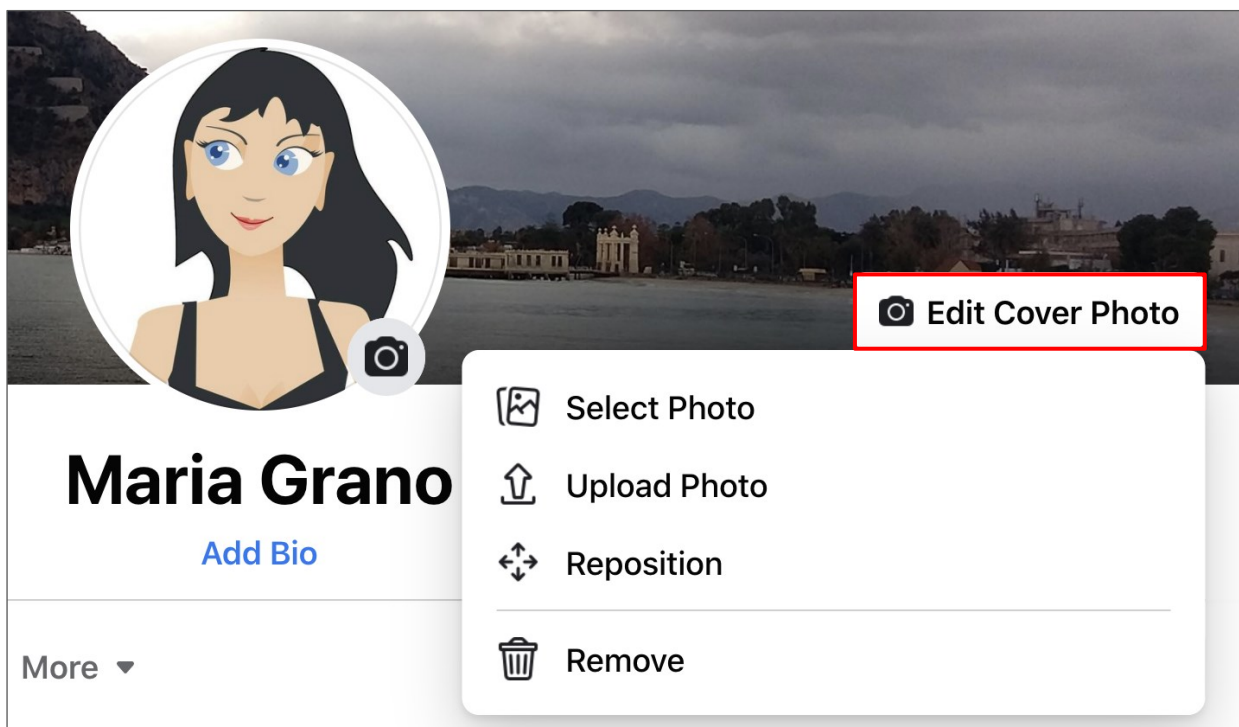 Edit Cover Photo
Select Photo
Upload Photo
Maria Grano
Add Bio
Reposition
Remove
More